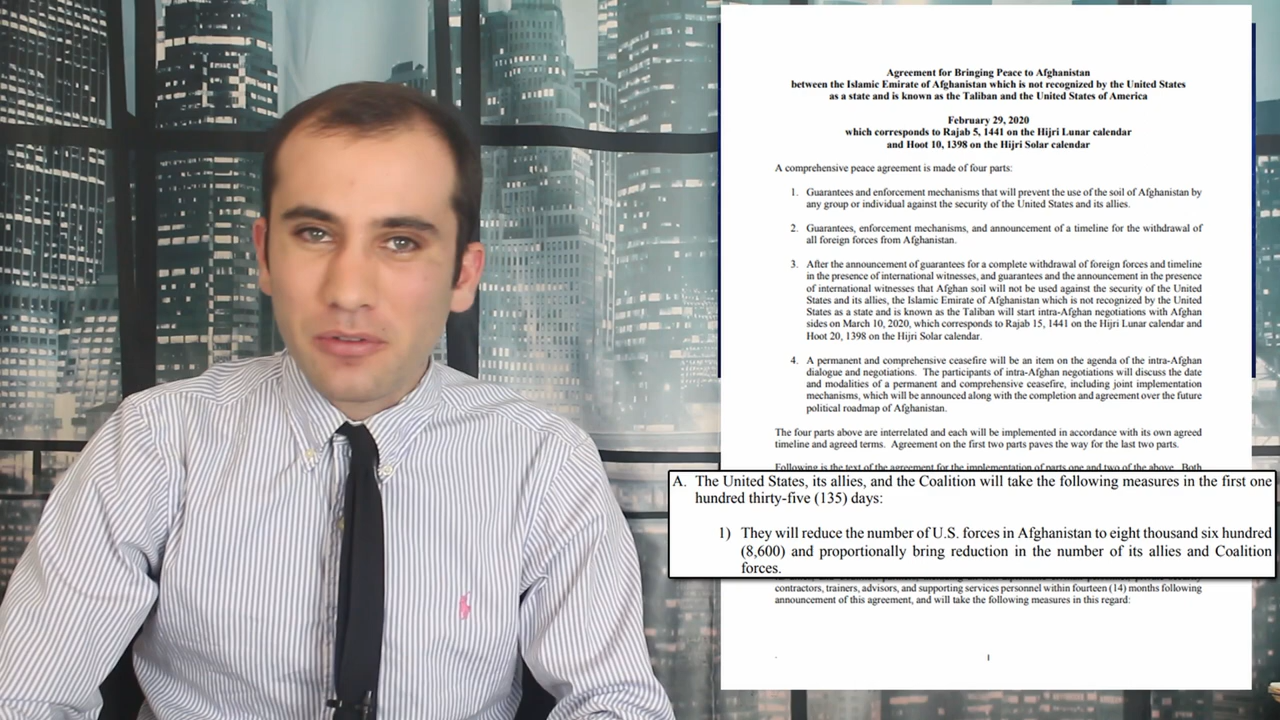 Agreement for Bringing Peace to Afghanistan
between the Islamic Emirate of Afghanistan which is not recognized by the United States
as a state and is known as the Taliban and the United States of America
February 29, 2020
which corresponds to Rajab 5, 1441 on the Hijri Lunar calendar
and Hoot 10, 1398 on the Hijri Solar calendar
A comprehensive peace agreement is made of four parts:
1. Guarantees and enforcement mechanisms that will prevent the use of the soil of Afghanistan by
any group or individual against the security of the United States and its allies.
2. Guarantees, enforcement mechanisms, and announcement of a timeline for the withdrawal of
all foreign forces from Afghanistan.
3. After the announcement of guarantees for a complete withdrawal of foreign forces and timeline
in the presence of international witnesses, and guarantees and the announcement in the presence
of international witnesses that Afghan soil will not be used against the security of the United
States and its allies, the Islamic Emirate of Afghanistan which is not recognized by the United
States as a state and is known as the Taliban will start intra-Afghan negotiations with Afghan
sides on March 10, 2020, which corresponds to Rajab 15, 1441 on the Hijri Lunar calendar and
Hoot 20, 1398 on the Hijri Solar calendar.
4. A permanent and comprehensive ceasefire will be an item on the agenda of the intra-Afghan
dialogue and negotiations. The participants of intra-Afghan negotiations will discuss the date
and modalities of a permanent and comprehensive ceasefire, including joint implementation
mechanisms, which will be announced along with the completion and agreement over the future
political roadmap of Afghanistan.
The four parts above are interrelated and each will be implemented in accordance with its own agreed
timeline and agreed terms. Agreement on the first two parts paves the way for the last two parts.
Following is the text of the agreement for the implementation of parts one and two of the above. Both
A. The United States, its allies, and the Coalition will take the following measures in the first one
hundred thirty-five (135) days:
1) They will reduce the number of U.S. forces in Afghanistan to eight thousand six hundred
(8,600) and proportionally bring reduction in the number of its allies and Coalition
forces.
contractors, trainers, advisors, and supporting services personnel within fourteen (14) months following
announcement of this agreement, and will take the following measures in this regard:
1